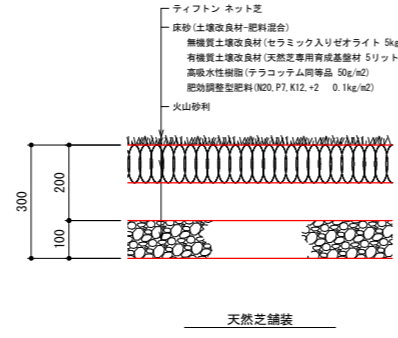 ティフトン ネット芝
床砂(土壌改良材-肥料混合)
無機質土壌改良材(セラミック入りゼオライト 5kg
有機質土壌改良材(天然芝専用育成基盤材 5リット
高吸水性樹脂(テラコッテム同等品 50g/m2)
肥効調整型肥料(N20.P7.K12.+2 0.1kg/m2)
火山砂利
300
200
100
天然芝舗装